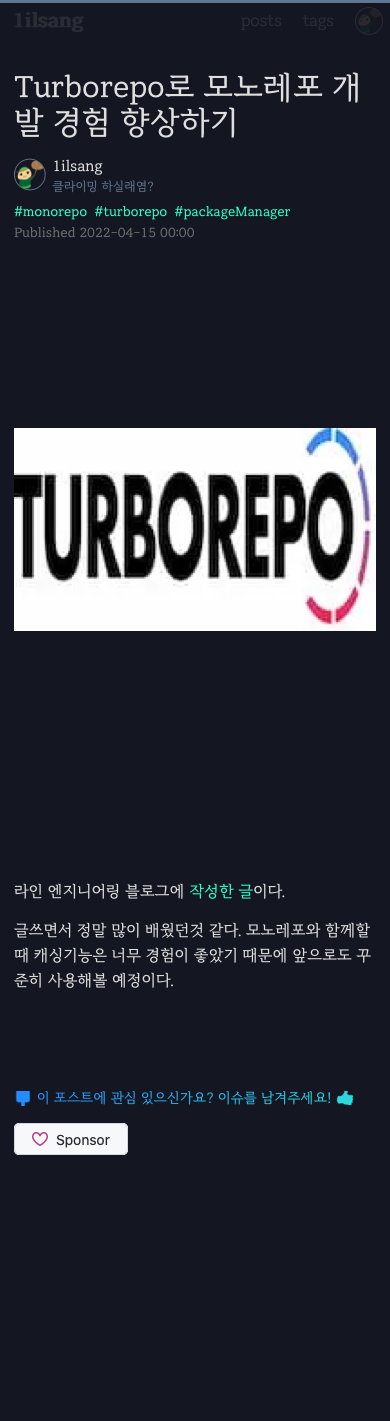 1ilsang
posts tags
Turborepo로 모노레포 개
발 경험 향상하기
1ilsang
클라이밍 하실래염?
#monorepo #turborepo #packageManager
Published 2022-04-15 00:00
TURBOREPO
라인 엔지니어링 블로그에 작성한 글이다.
글쓰면서 정말 많이 배웠던것 같다. 모노레포와 함께할
때 캐싱기능은 너무 경험이 좋았기 때문에 앞으로도 꾸
준히 사용해볼 예정이다.
이 포스트에 관심 있으신가요? 이슈를 남겨주세요!
Sponsor